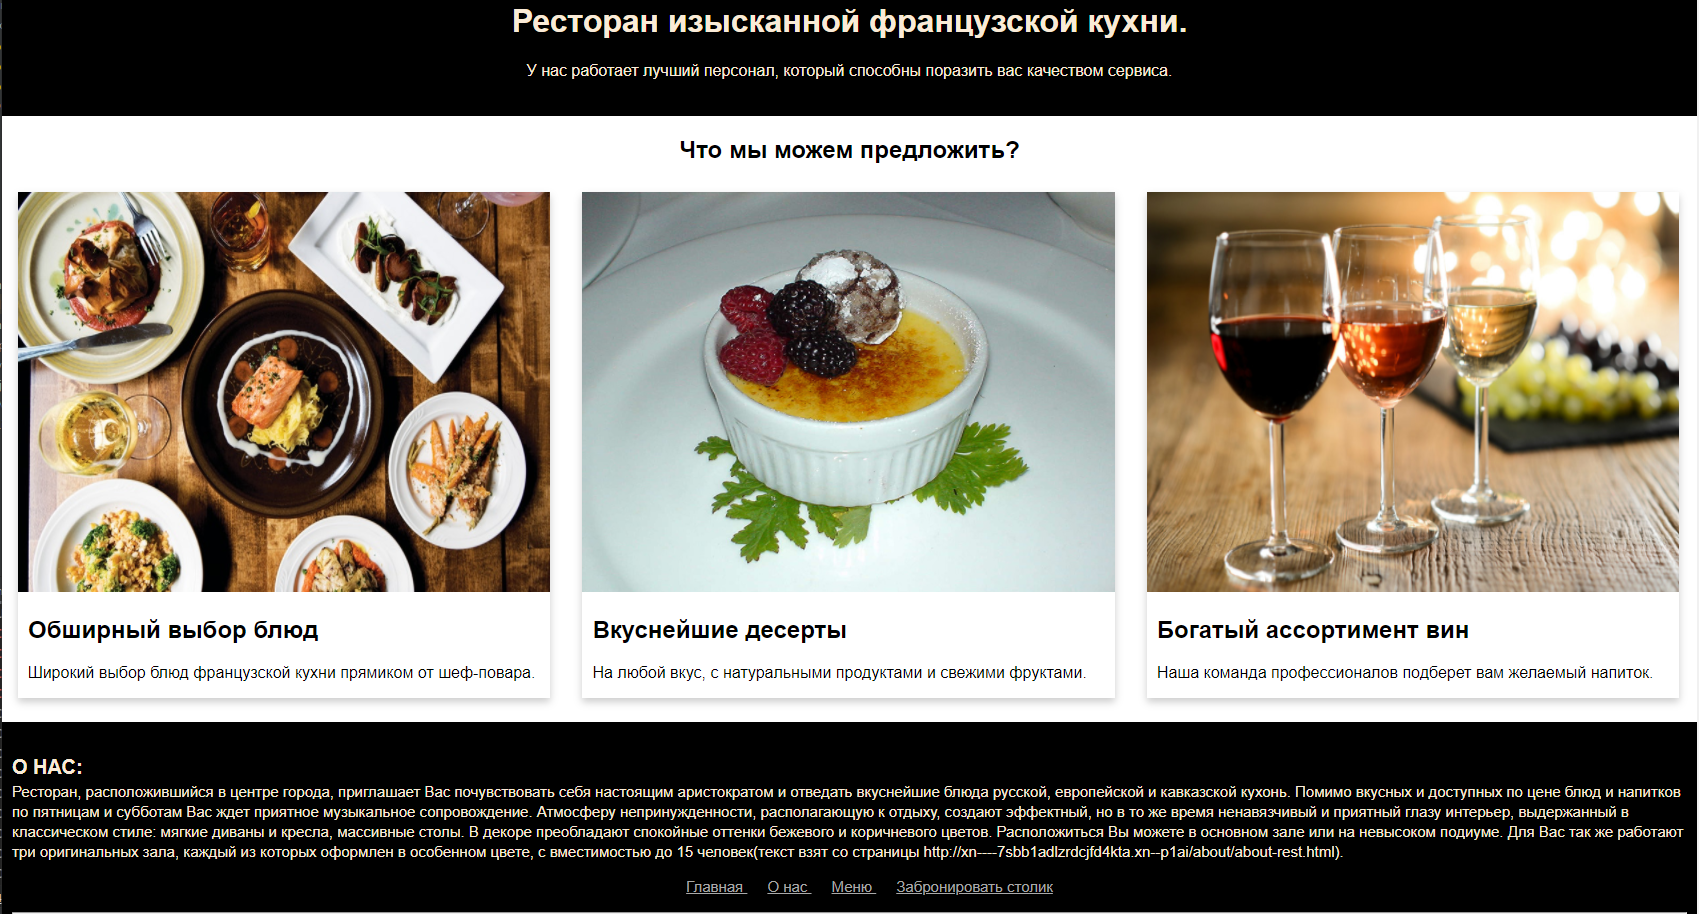 Ресторан изысканной французской кухни.
У нас работает лучший персонал, который способны поразить вас качеством сервиса.
Что мы можем предложить?
Обширный выбор блюд
Широкий выбор блюд французской кухни прямиком от шеф-повара.
Вкуснейшие десерты
На любой вкус, с натуральными продуктами и свежими фруктами.
Богатый ассортимент вин
Наша команда профессионалов подберет вам желаемый напиток.
О НАС:
Ресторан, расположившийся в центре города, приглашает Вас почувствовать себя настоящим аристократом и отведать вкуснейшие блюда русской, европейской и кавказской кухонь. Помимо вкусных и доступных по цене блюд и напитков
по пятницам и субботам Вас ждет приятное музыкальное сопровождение. Атмосферу непринужденности, располагающую к отдыху, создают эффектный, но в то же время ненавязчивый и приятный глазу интерьер, выдержанный в
классическом стиле: мягкие диваны и кресла, массивные столы. В декоре преобладают спокойные оттенки бежевого и коричневого цветов. Расположиться Вы можете в основном зале или на невысоком подиуме. Для Вас так же работают
три оригинальных зала, каждый из которых оформлен в особенном цвете, с вместимостью до 15 человек(текст взят со страницы http://xn----7sbb1adlzrdcjfd4kta.xn--p1ai/about/about-rest.html).
Главная О нас Меню Забронировать столик